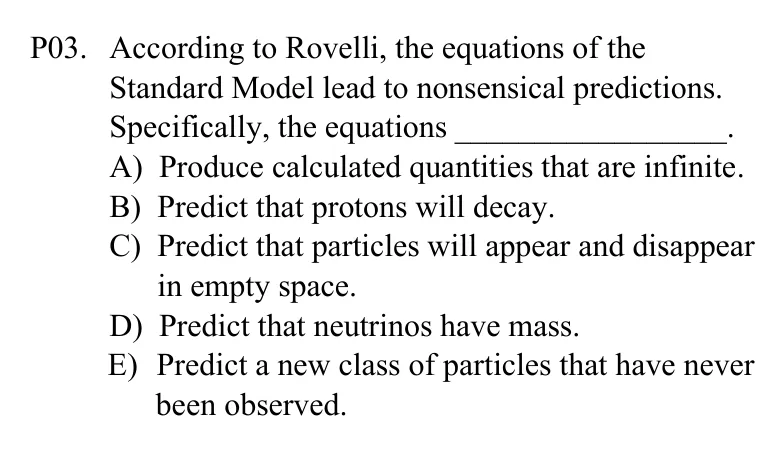 P03. According to Rovelli, the equations of the
Standard Model lead to nonsensical predictions.
Specifically, the equations _________________.
A) Produce calculated quantities that are infinite.
B) Predict that protons will decay.
C) Predict that particles will appear and disappear
in empty space.
D) Predict that neutrinos have mass.
E) Predict a new class of particles that have never
been observed.